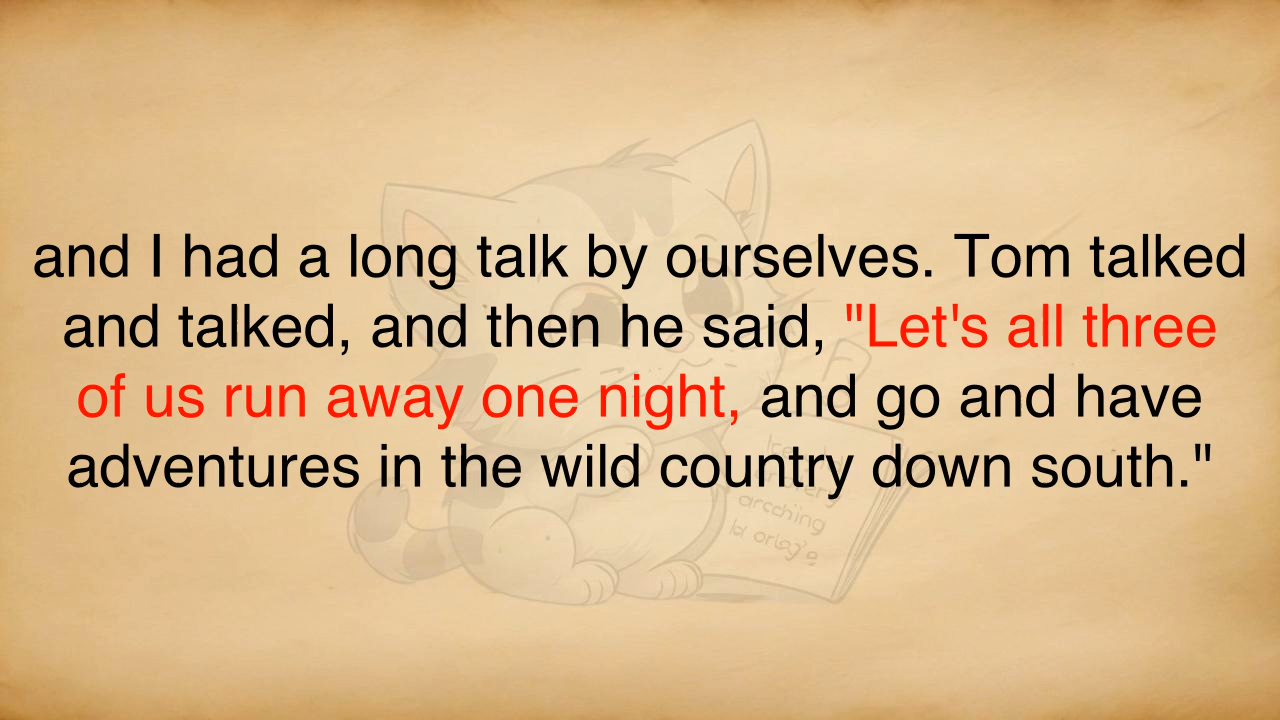 and I had a long talk by ourselves. Tom talked
and talked, and then he said, "Let's all three
of us run away one night, and go and have
adventures in the wild country down south."